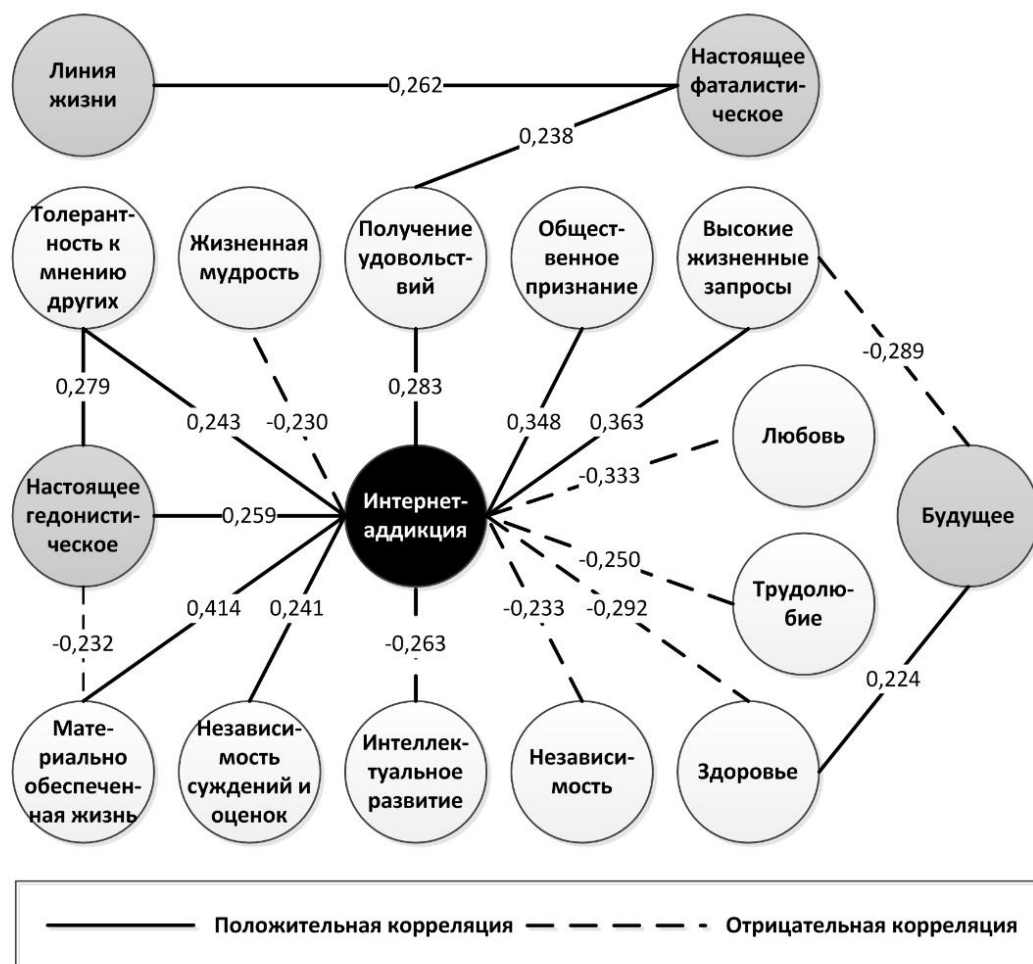 Линия
жизни
0,262
Настоящее
фаталисти-
ческое
0,238
Толерант-
ность к
мнению
других
Жизненная
мудрость
Получение
удовольст-
вий
Общест-
венное
признание
Высокие
жизненные
запросы
-0,289
0,279
0,243
-0,230
0,283
0,348
0,363
Любовь
-0,333
Настоящее
гедонисти-
ческое
0,259
Интернет-
аддикция
Будущее
-0,250
Трудолю-
бие
0,414
0,241
-0,233
-0,292
-0,232
-0,263
0,224
Мате-
риально
обеспечен-
ная жизнь
Независи-
мость
суждений и
оценок
Интеллек-
туальное
развитие
Независи-
мость
Здоровье
Положительная корреляция
Отрицательная корреляция